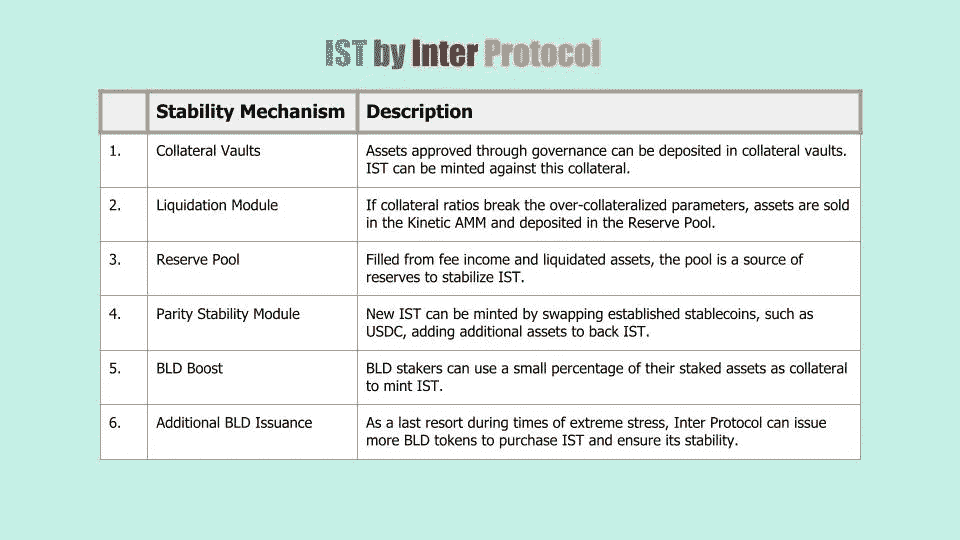 IST by Inter Protocol
Stability Mechanism Description
1. Collateral Vaults Assets approved through governance can be deposited in collateral vaults.
IST can be minted against this collateral.
2. Liquidation Module If collateral ratios break the over-collateralized parameters, assets are sold
in the Kinetic AMM and deposited in the Reserve Pool.
3. Reserve Pool Filled from fee income and liquidated assets, the pool is a source of
reserves to stabilize IST.
4. Parity Stability Module New IST can be minted by swapping established stablecoins, such as
USDC, adding additional assets to back IST.
5. BLD Boost BLD stakers can use a small percentage of their staked assets as collateral
to mint IST.
6. Additional BLD Issuance As a last resort during times of extreme stress, Inter Protocol can issue
more BLD tokens to purchase IST and ensure its stability.